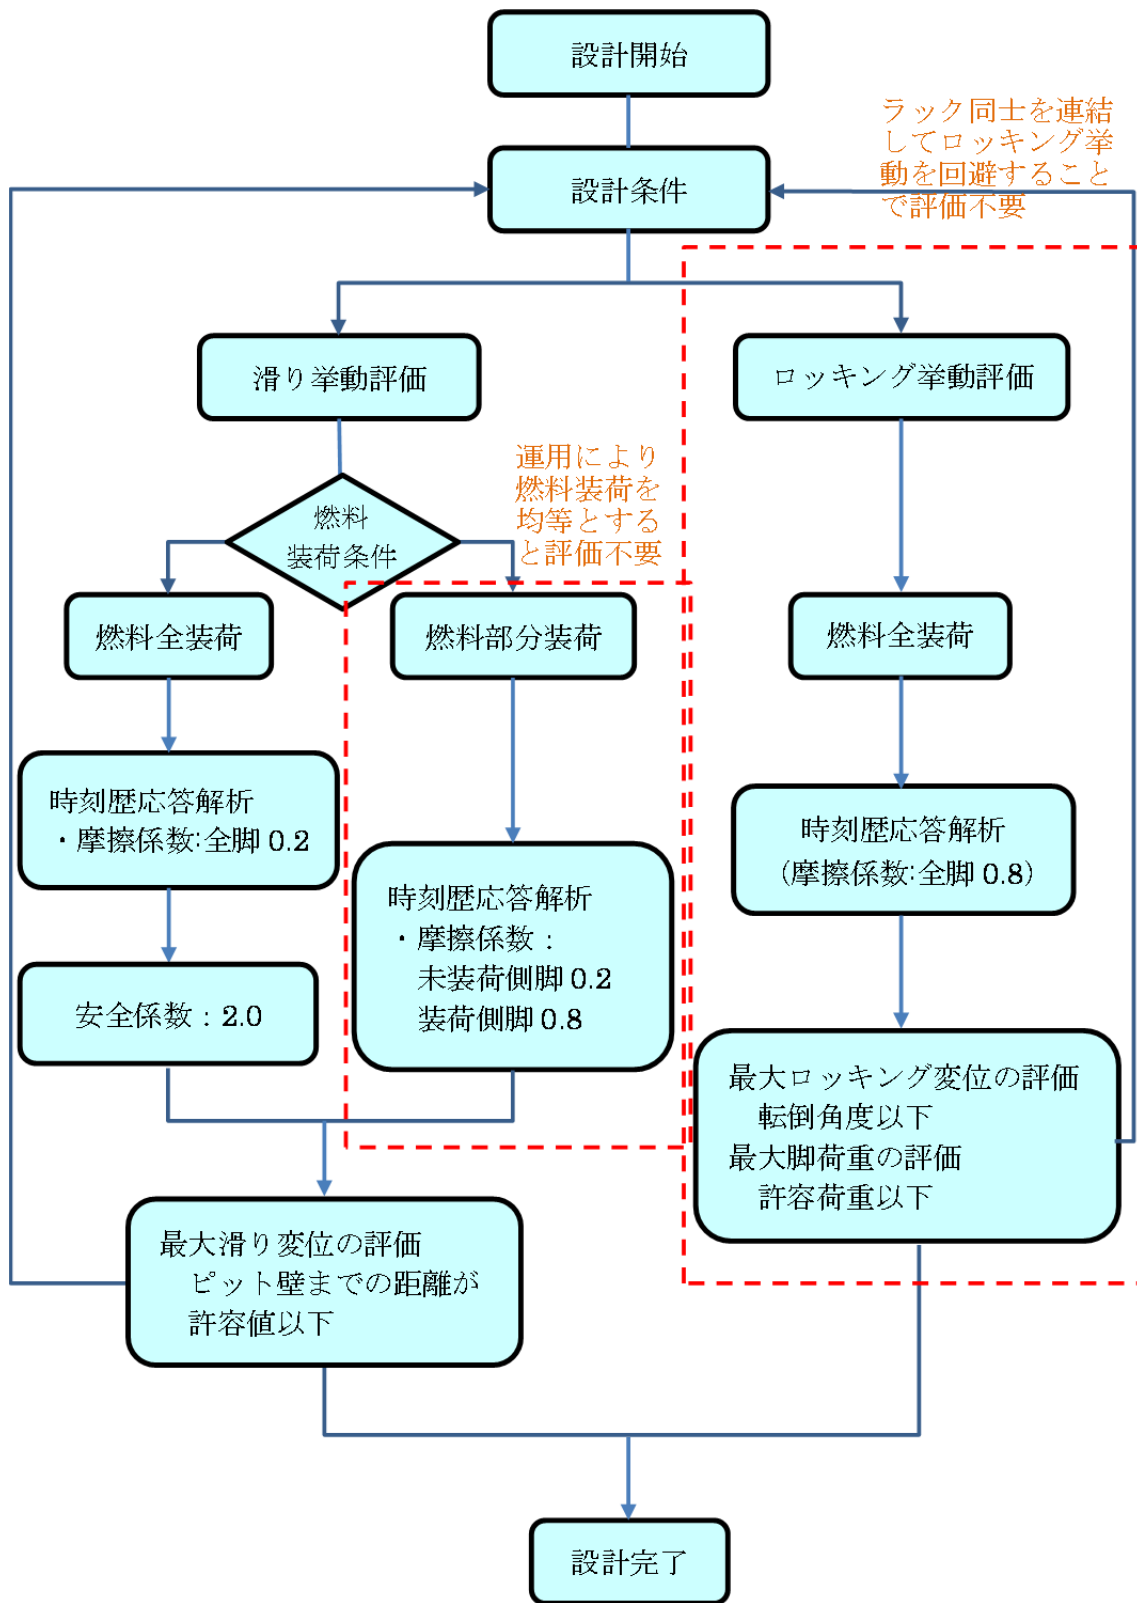 設計開始
ラック同士を連結
してロッキング挙
動を回避すること
で評価不要
設計条件
滑り挙動評価
ロッキング挙動評価
運用により
燃料装荷を
均等とする
と評価不要
燃料
装荷条件
燃料全装荷
燃料部分装荷
燃料全装荷
時刻歴応答解析
・摩擦係数:全脚 0.2
時刻歴応答解析
・摩擦係数：
未装荷側脚 0.2
装荷側脚 0.8
時刻歴応答解析
（摩擦係数:全脚 0.8）
安全係数：2.0
最大ロッキング変位の評価
転倒角度以下
最大脚荷重の評価
許容荷重以下
最大滑り変位の評価
ピット壁までの距離が
許容値以下
設計完了